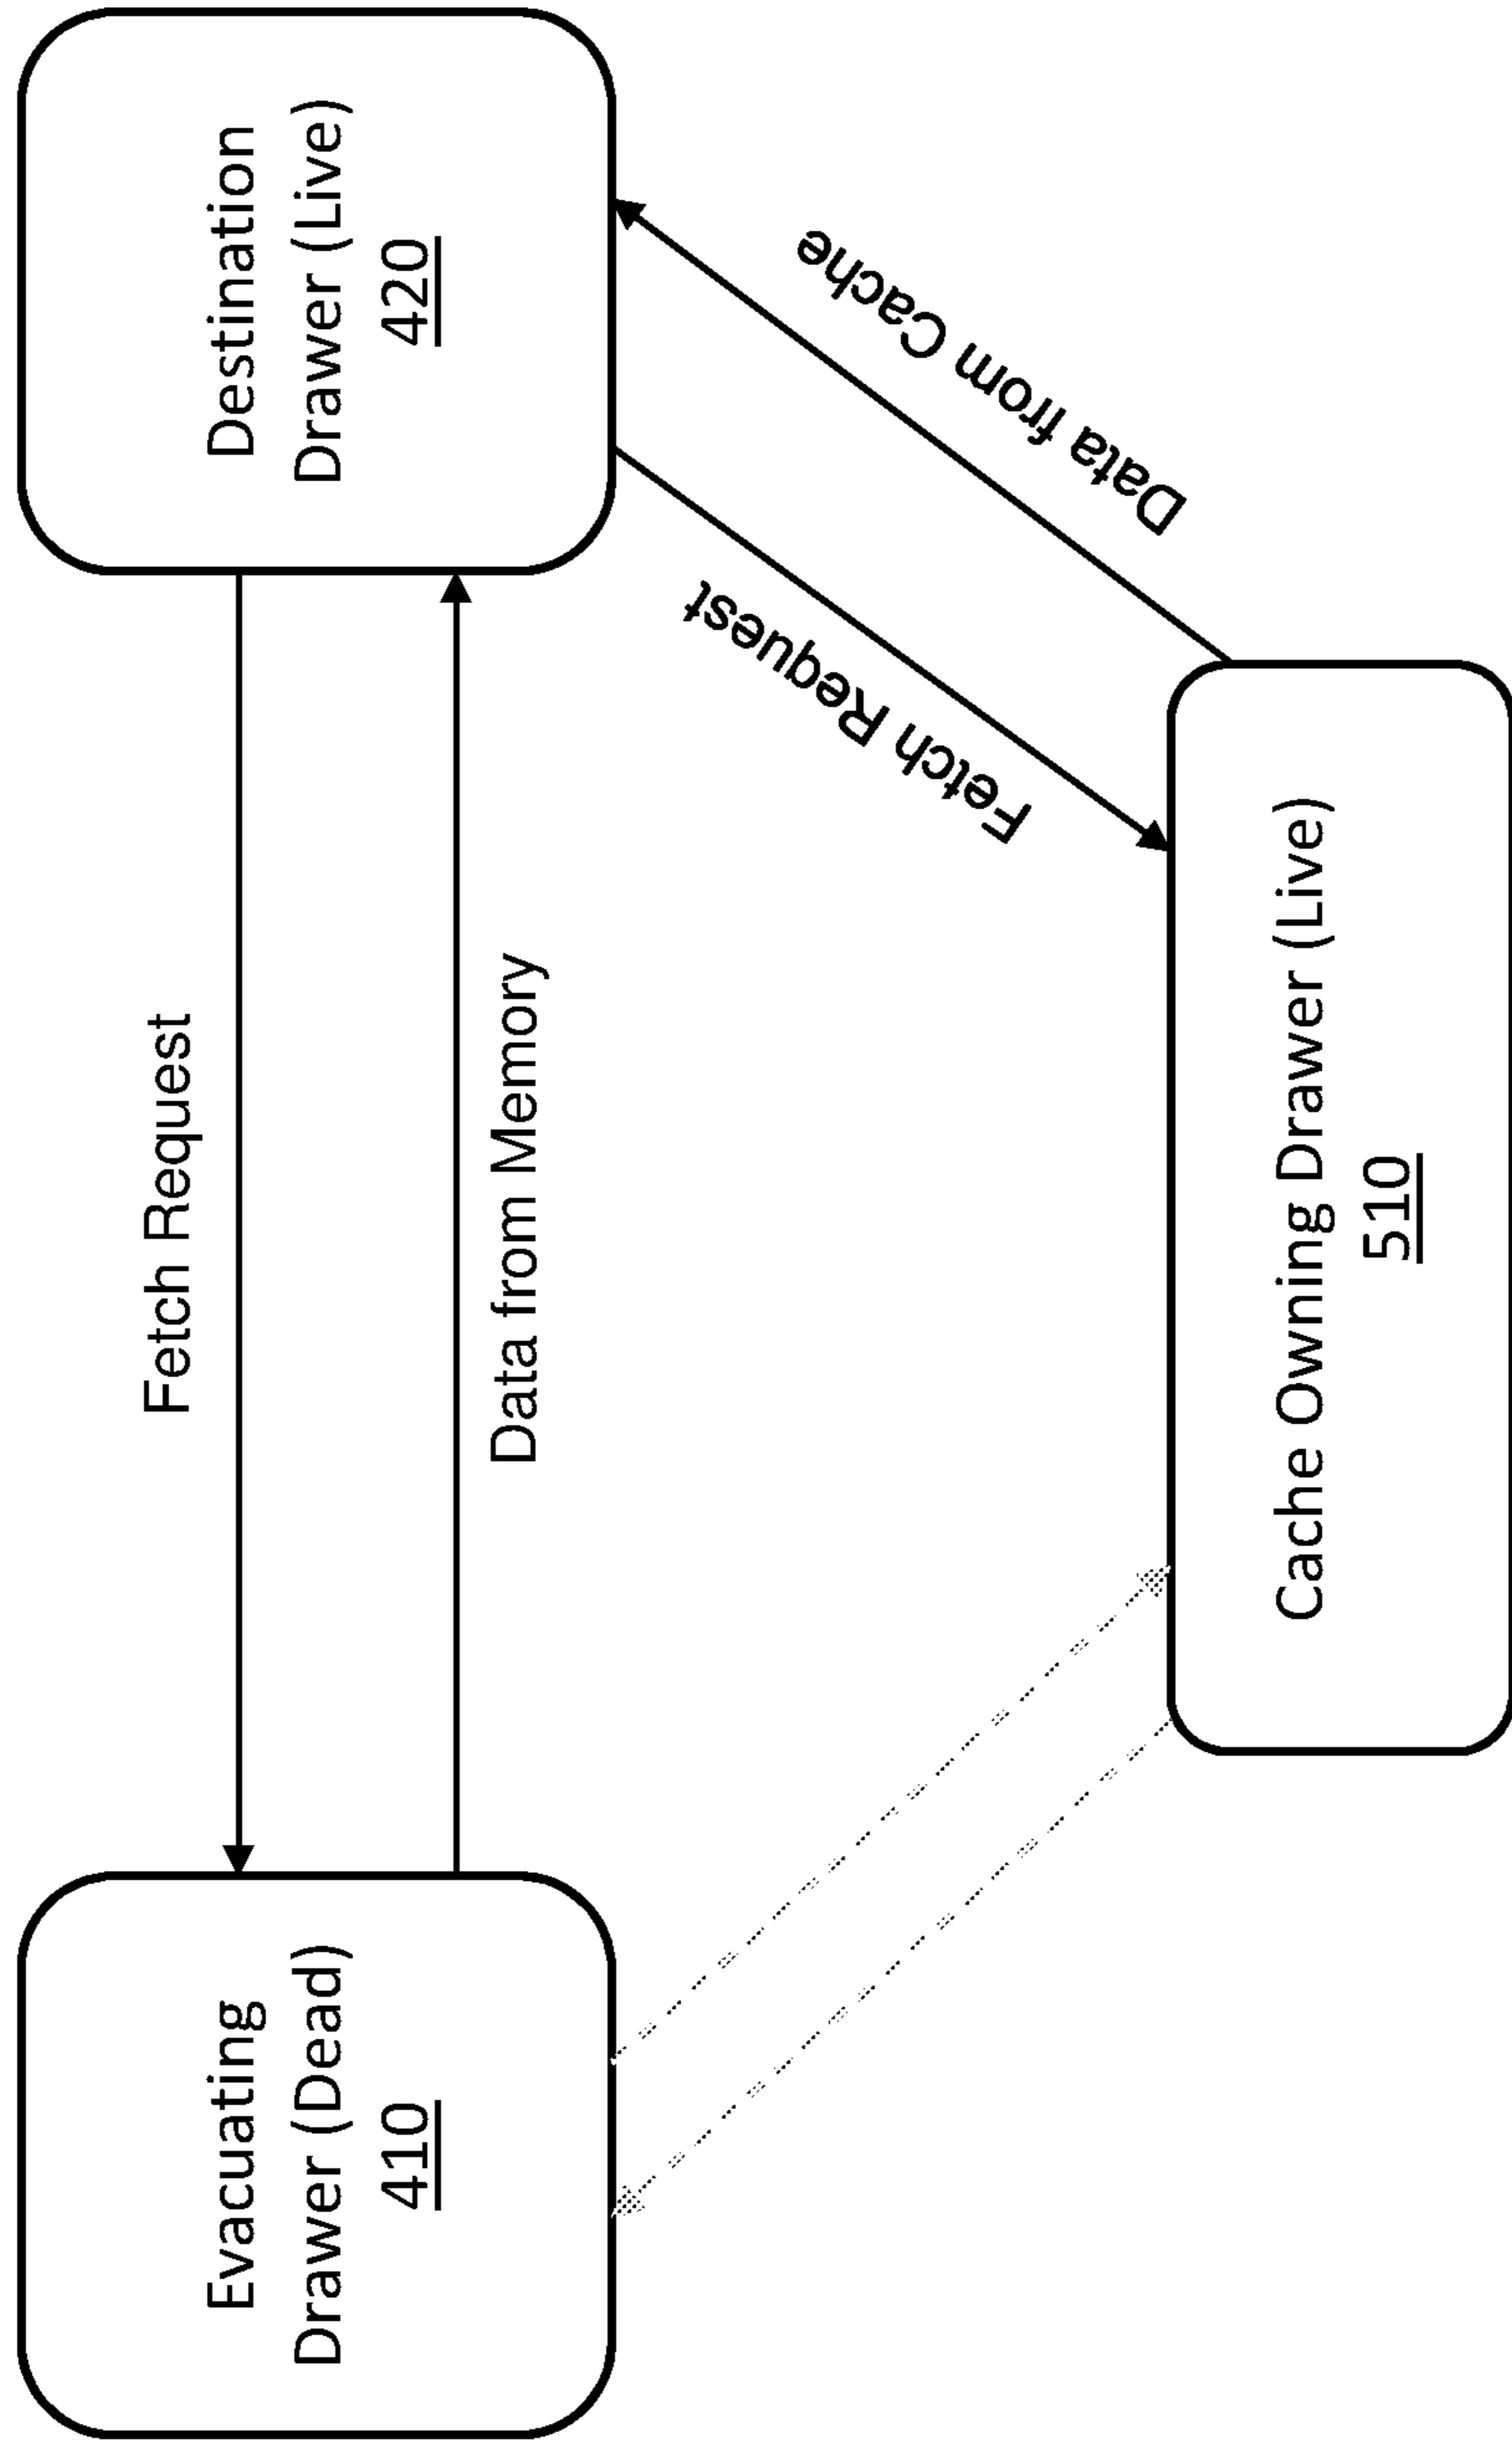 Evacuating
Drawer (Dead)
410
Fetch Request
Data from Memory
Destination
Drawer (Live)
420
Fetch Request
Data from Cache
Cache Owning Drawer (Live)
510